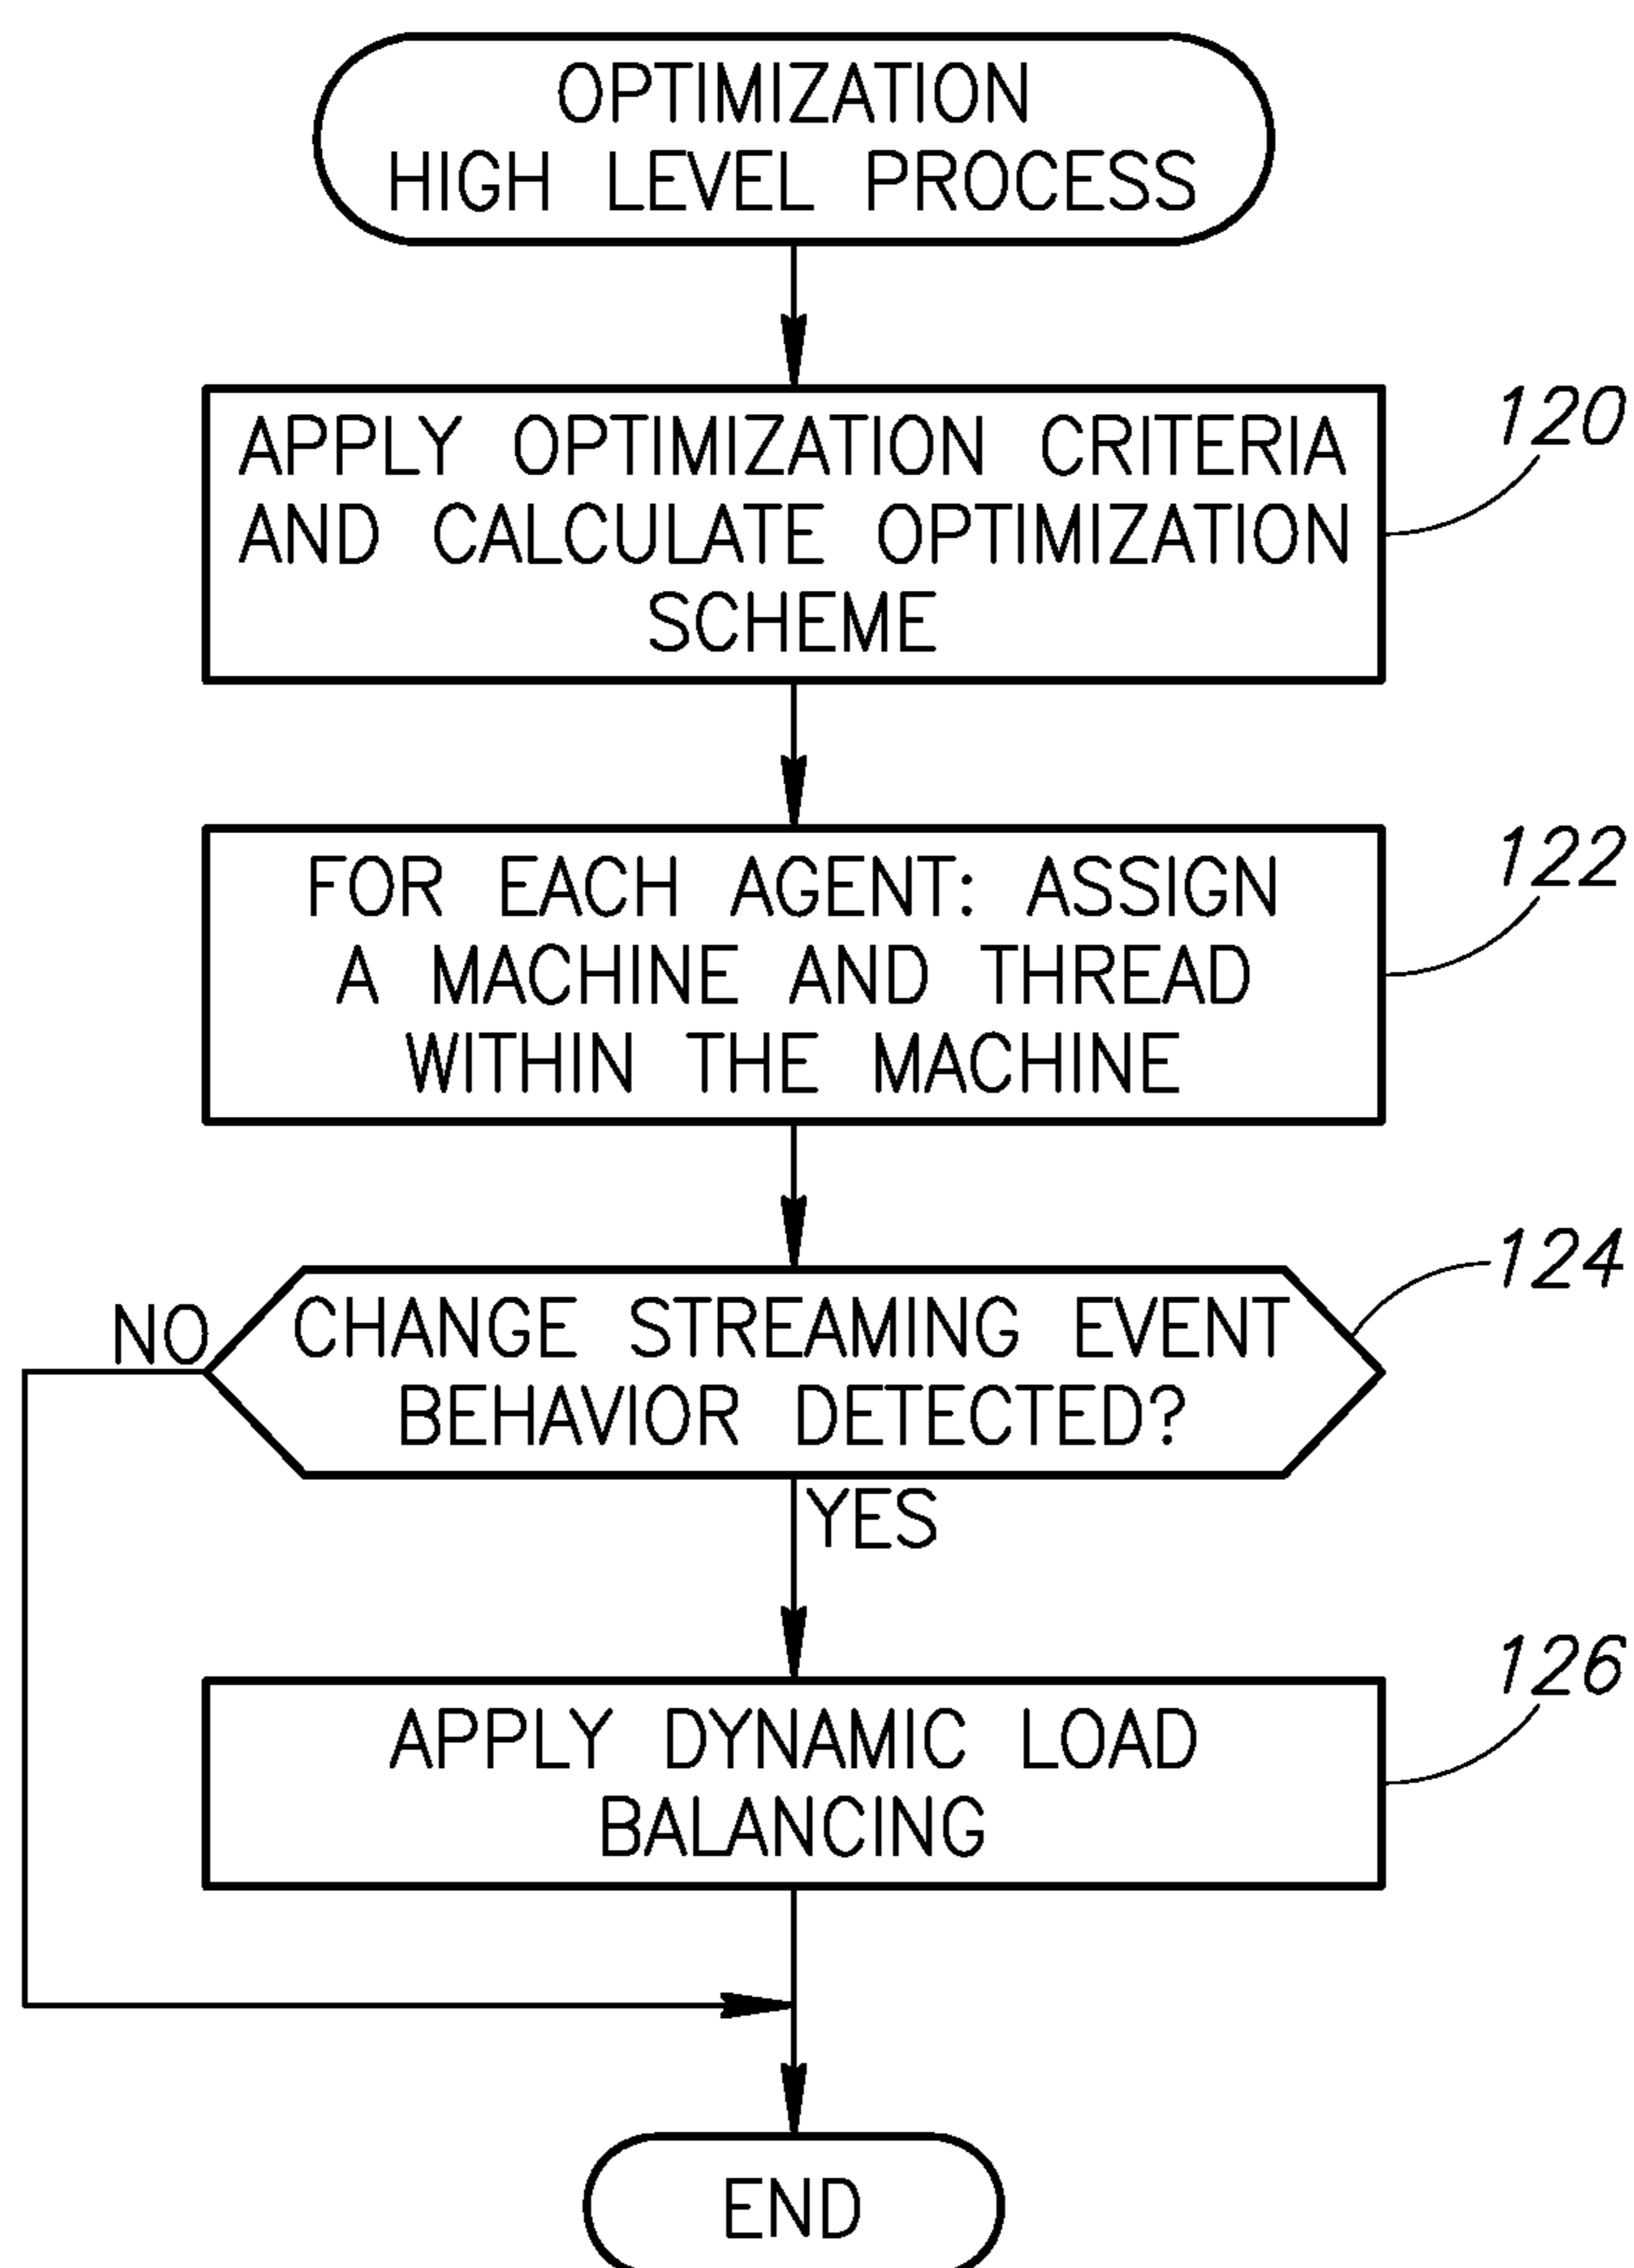 OPTIMIZATION
HIGH LEVEL PROCESS
APPLY OPTIMIZATION CRITERIA
AND CALCULATE OPTIMIZATION
SCHEME
120
FOR EACH AGENT: ASSIGN
A MACHINE AND THREAD
WITHIN THE MACHINE
122
CHANGE STREAMING EVENT
BEHAVIOR DETECTED?
124
NO
YES
APPLY DYNAMIC LOAD
BALANCING
126
END